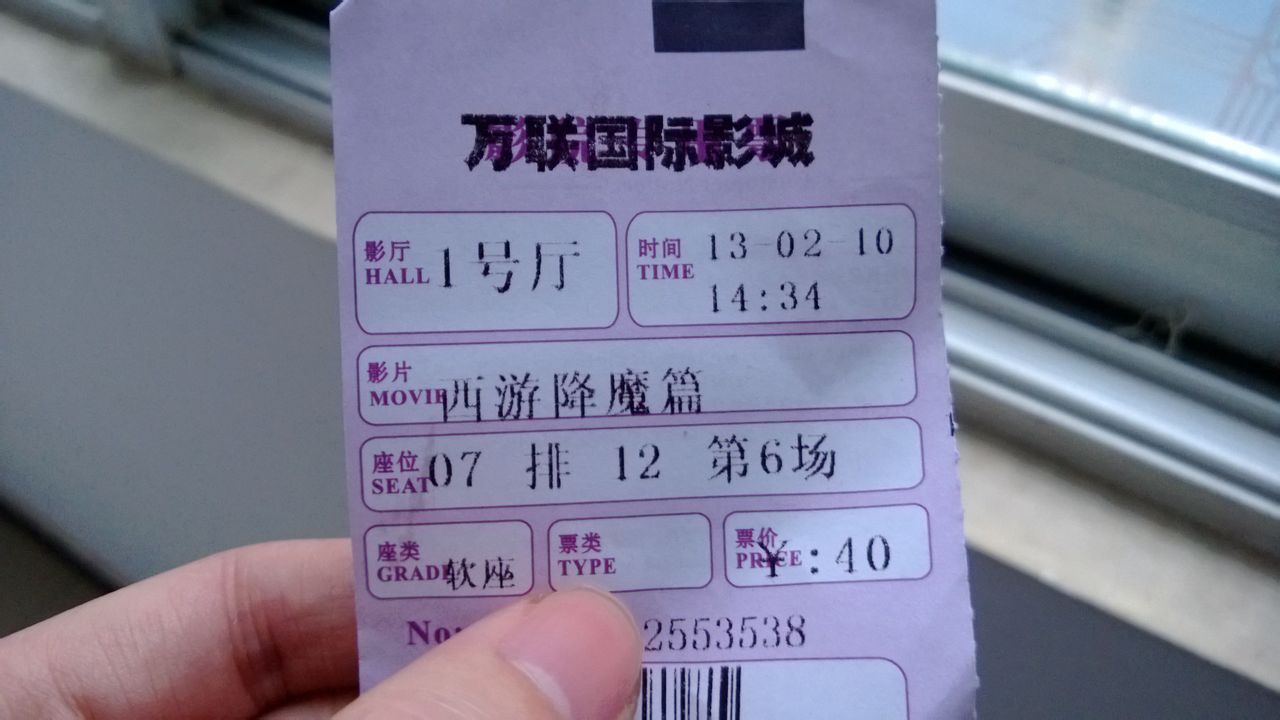 万联国际影城
影厅 HALL 1号厅
时间 TIME 13-02-10
14:34
影片 MOVIE 西游降魔篇
座位 SEAT 07 排 12 第6场
座类 GRADE 软座
票类 TYPE
票价 PRICE ¥:40
No: 2553538